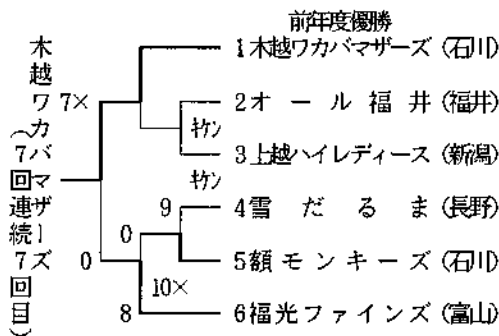 前年度優勝
木越ワカバマザーズ
（7回連続7回目）
1 木越ワカバマザーズ（石川）
7×
2 オール福井（福井）
ｷｹﾝ
3 上越ハイレディース（新潟）
ｷｹﾝ
9
4 雪だるま（長野）
0
0
5 額モンキーズ（石川）
10×
8
6 福光ファインズ（富山）